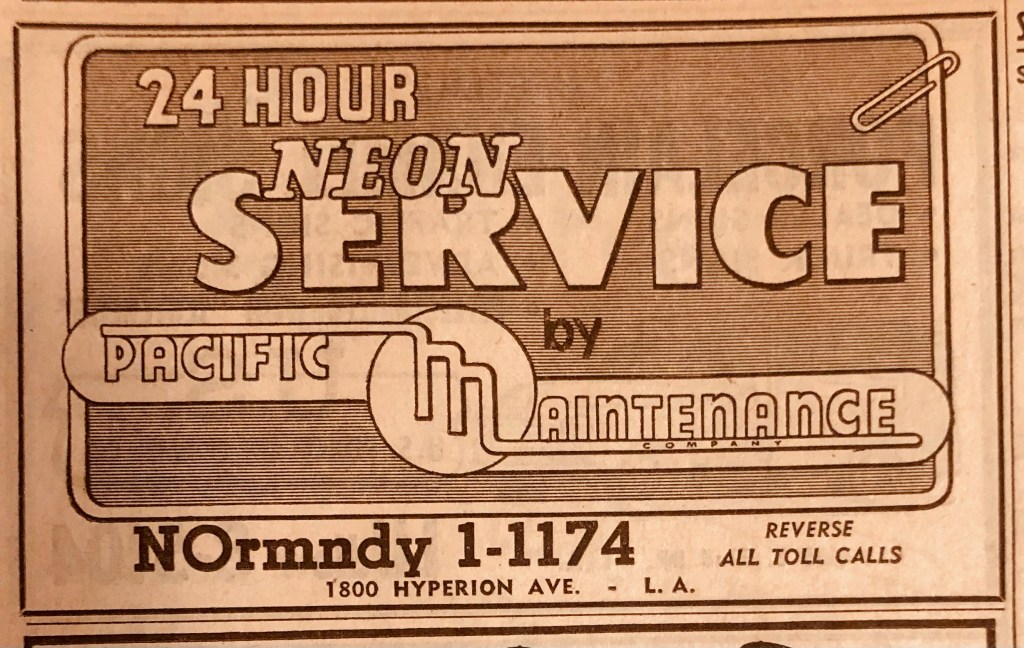 24 HOUR
NEON
SERVICE
by
PACIFIC
MAINTENANCE
COMPANY
NOrmndy 1-1174
REVERSE
ALL TOLL CALLS
1800 HYPERION AVE. - L. A.